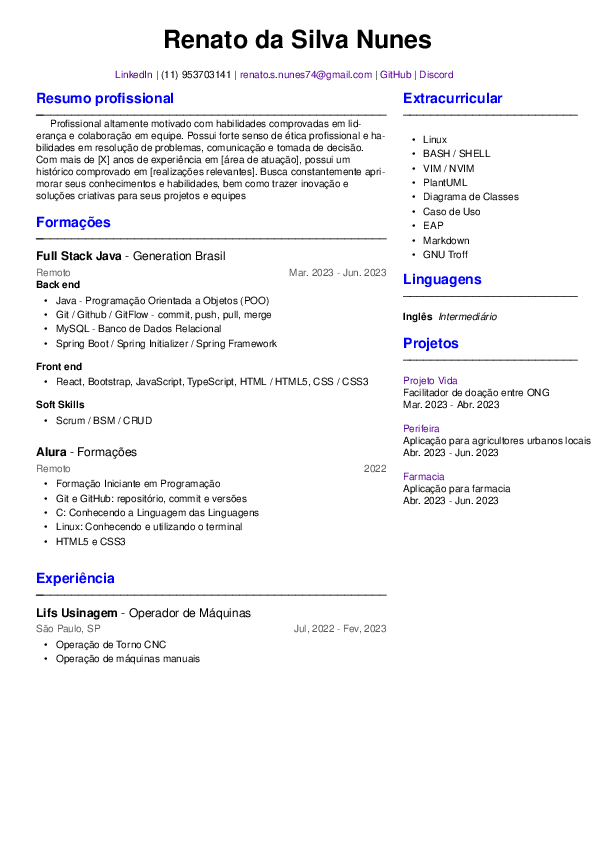 Renato da Silva Nunes
LinkedIn | (11) 953703141 | renato.s.nunes74@gmail.com | GitHub | Discord
Resumo profissional
Profissional altamente motivado com habilidades comprovadas em lid-
erança e colaboração em equipe. Possui forte senso de ética profissional e ha-
bilidades em resolução de problemas, comunicação e tomada de decisão.
Com mais de [X] anos de experiência em [área de atuação], possui um
histórico comprovado em [realizações relevantes]. Busca constantemente apri-
morar seus conhecimentos e habilidades, bem como trazer inovação e
soluções criativas para seus projetos e equipes
Formações
Full Stack Java - Generation Brasil
Remoto Mar. 2023 - Jun. 2023
Back end
• Java - Programação Orientada a Objetos (POO)
• Git / Github / GitFlow - commit, push, pull, merge
• MySQL - Banco de Dados Relacional
• Spring Boot / Spring Initializer / Spring Framework
Front end
• React, Bootstrap, JavaScript, TypeScript, HTML / HTML5, CSS / CSS3
Soft Skills
• Scrum / BSM / CRUD
Alura - Formações
Remoto 2022
• Formação Iniciante em Programação
• Git e GitHub: repositório, commit e versões
• C: Conhecendo a Linguagem das Linguagens
• Linux: Conhecendo e utilizando o terminal
• HTML5 e CSS3
Experiência
Lifs Usinagem - Operador de Máquinas
São Paulo, SP Jul, 2022 - Fev, 2023
• Operação de Torno CNC
• Operação de máquinas manuais
Extracurricular
• Linux
• BASH / SHELL
• VIM / NVIM
• PlantUML
• Diagrama de Classes
• Caso de Uso
• EAP
• Markdown
• GNU Troff
Linguagens
Inglês Intermediário
Projetos
Projeto Vida
Facilitador de doação entre ONG
Mar. 2023 - Abr. 2023
Perifeira
Aplicação para agricultores urbanos locais
Abr. 2023 - Jun. 2023
Farmacia
Aplicação para farmacia
Abr. 2023 - Jun. 2023